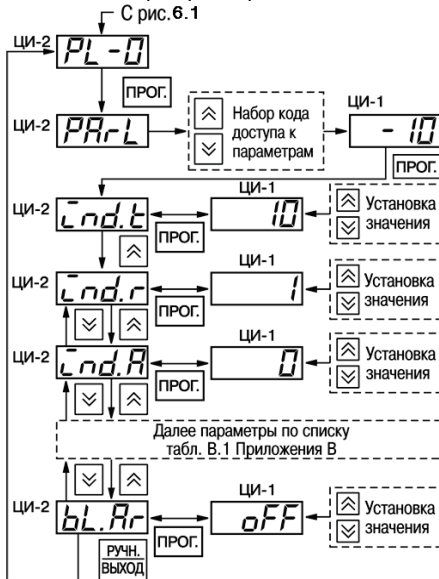 С рис.6.1
ЦИ-2 PL-0
ПРОГ.
ЦИ-2 PArL
Набор кода
доступа к
параметрам
ЦИ-1
- 10
ПРОГ.
ЦИ-2 ind.t
ПРОГ.
ЦИ-1
10
Установка
значения
ЦИ-2 ind.r
ПРОГ.
ЦИ-1
1
Установка
значения
ЦИ-2 ind.A
ПРОГ.
ЦИ-1
0
Установка
значения
Далее параметры по списку
табл. В.1 Приложения В
ЦИ-2 bL.Ar
ПРОГ.
ЦИ-1
oFF
Установка
значения
РУЧН.
ВЫХОД